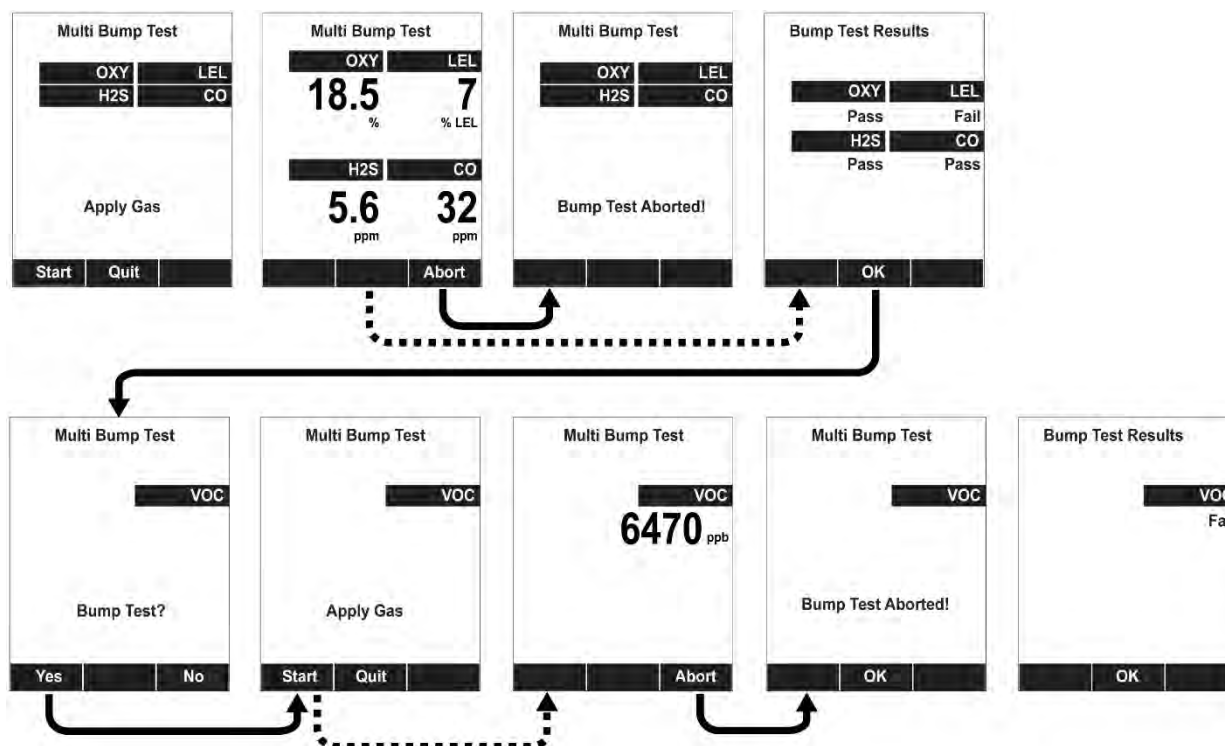 Multi Bump Test
OXY LEL
H2S CO
Apply Gas
Start Quit
Multi Bump Test
OXY LEL
18.5 7
% % LEL
H2S CO
5.6 32
ppm ppm
Abort
Multi Bump Test
OXY LEL
H2S CO
Bump Test Aborted!
Bump Test Results
OXY LEL
Pass Fail
H2S CO
Pass Pass
OK
Multi Bump Test
VOC
Bump Test?
Yes No
Multi Bump Test
VOC
Apply Gas
Start Quit
Multi Bump Test
VOC
6470 ppb
Abort
Multi Bump Test
VOC
Bump Test Aborted!
OK
Bump Test Results
OK